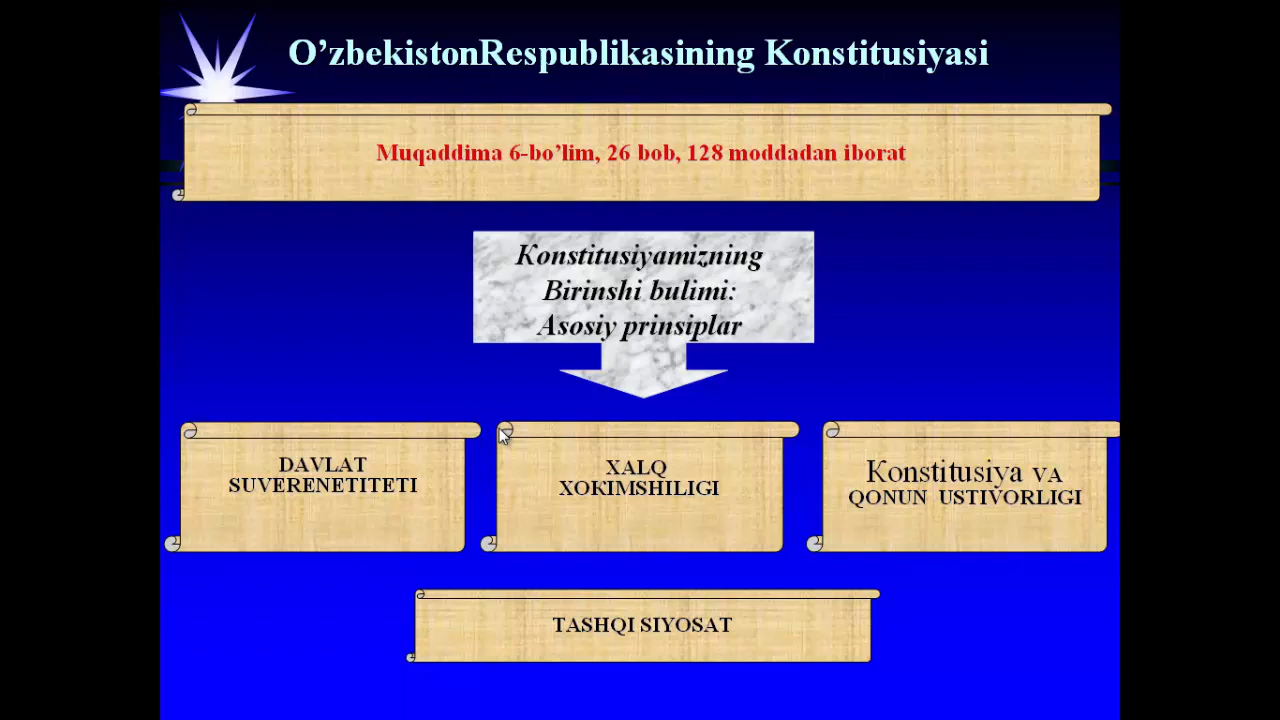 O’zbekistonRespublikasining Konstitusiyasi
Muqaddima 6-bo’lim, 26 bob, 128 moddadan iborat
Konstitusiyamizning
Birinshi bulimi:
Asosiy prinsiplar
DAVLAT
SUVERENETITETI
XALQ
XOKIMSHILIGI
Konstitusiya VA
QONUN USTIVORLIGI
TASHQI SIYOSAT